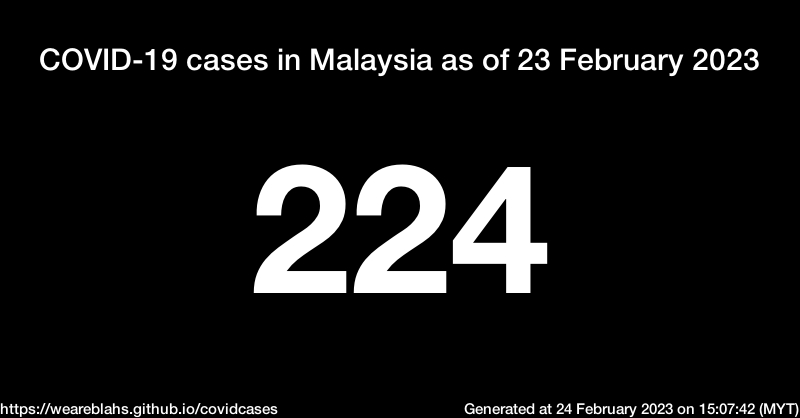 COVID-19 cases in Malaysia as of 23 February 2023
224
https://weareblahs.github.io/covidcases
Generated at 24 February 2023 on 15:07:42 (MYT)